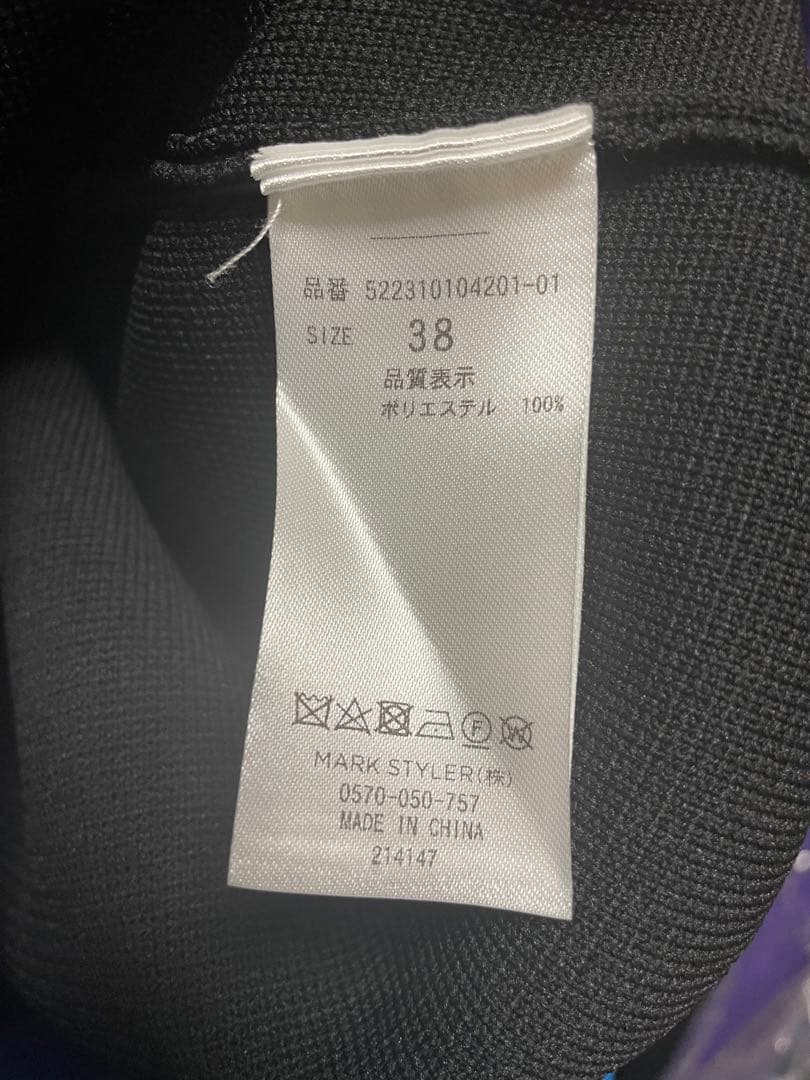 品番 522310104201-01
SIZE 38
品質表示
ポリエステル 100%
F W
MARK STYLER(株)
0570-050-757
MADE IN CHINA
214147